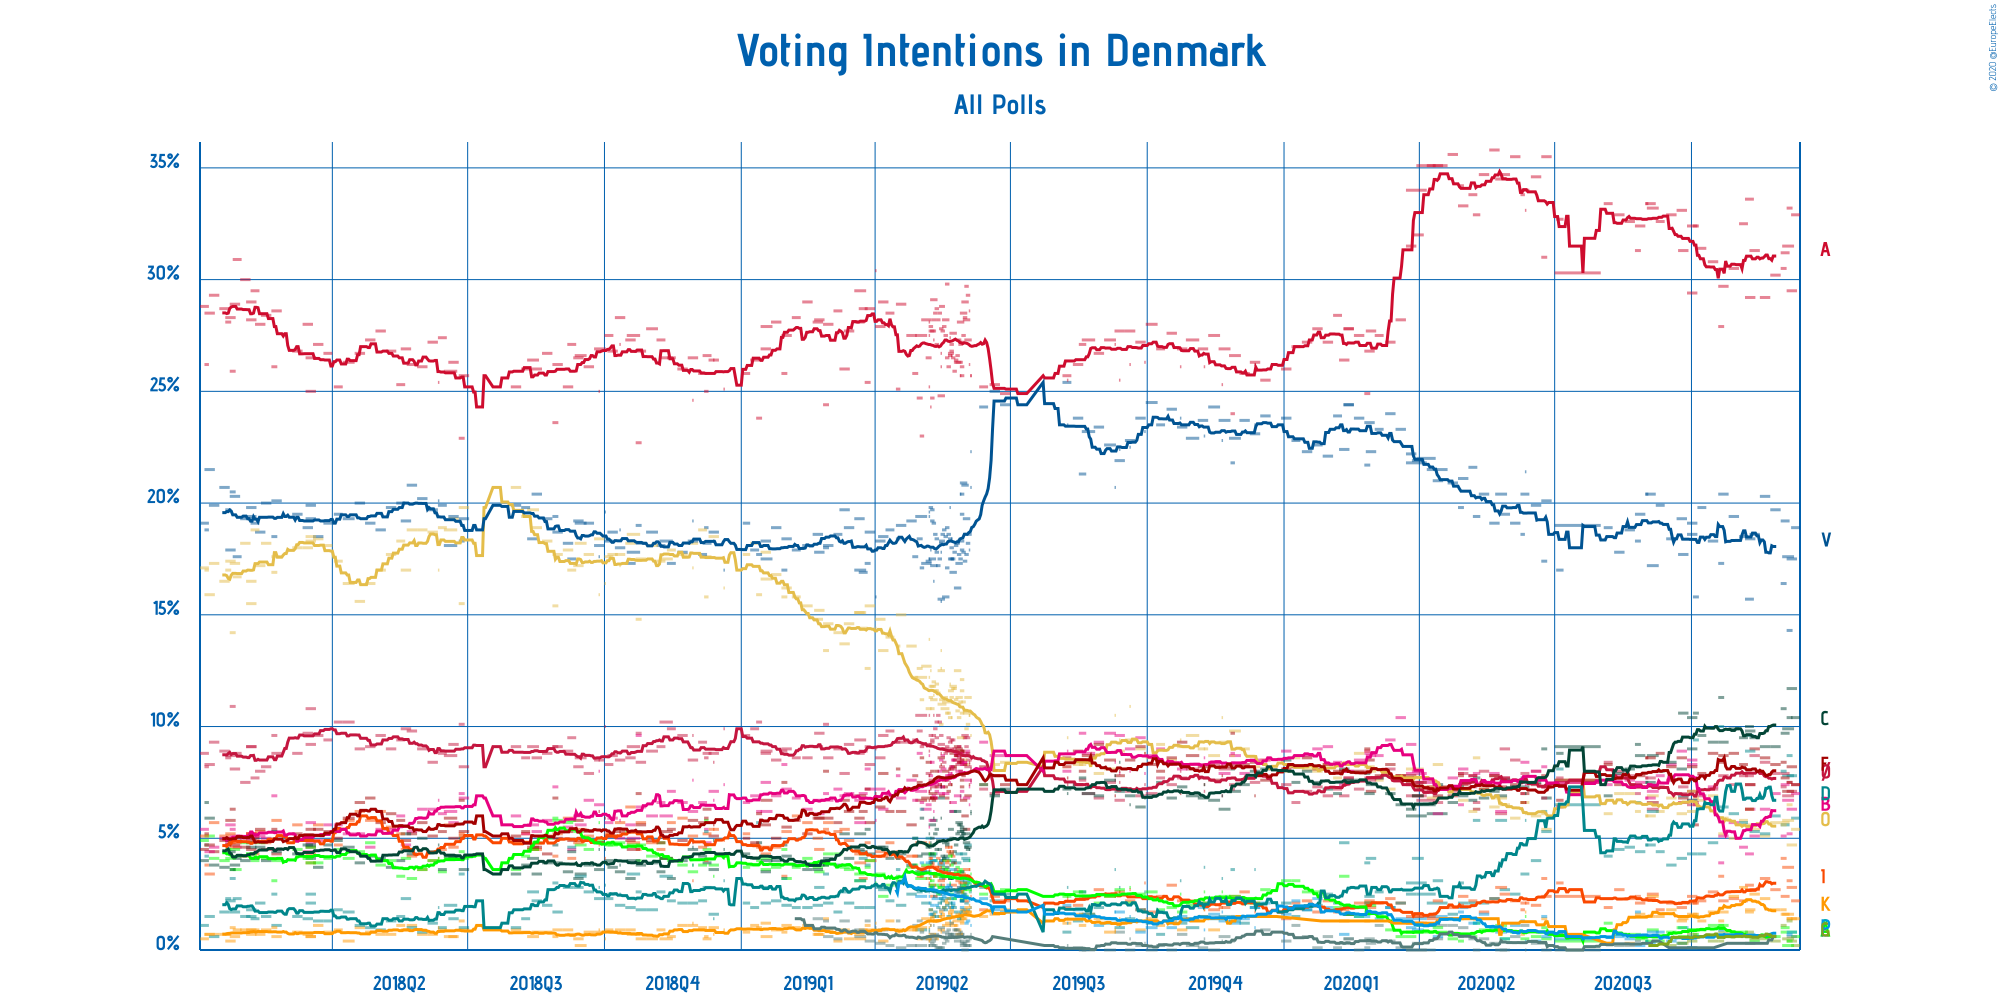 © 2020 @EuropeElects
Voting Intentions in Denmark
All Polls
35%
30%
25%
20%
15%
10%
5%
0%
A
V
C
F
Ø
D
B
O
I
K
2018Q2
2018Q3
2018Q4
2019Q1
2019Q2
2019Q3
2019Q4
2020Q1
2020Q2
2020Q3